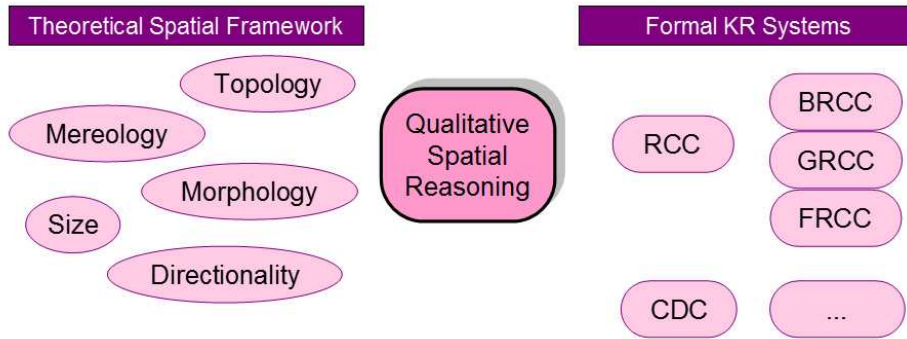 Theoretical Spatial Framework
Topology
Mereology
Morphology
Size
Directionality
Qualitative
Spatial
Reasoning
Formal KR Systems
RCC
BRCC
GRCC
FRCC
CDC
...